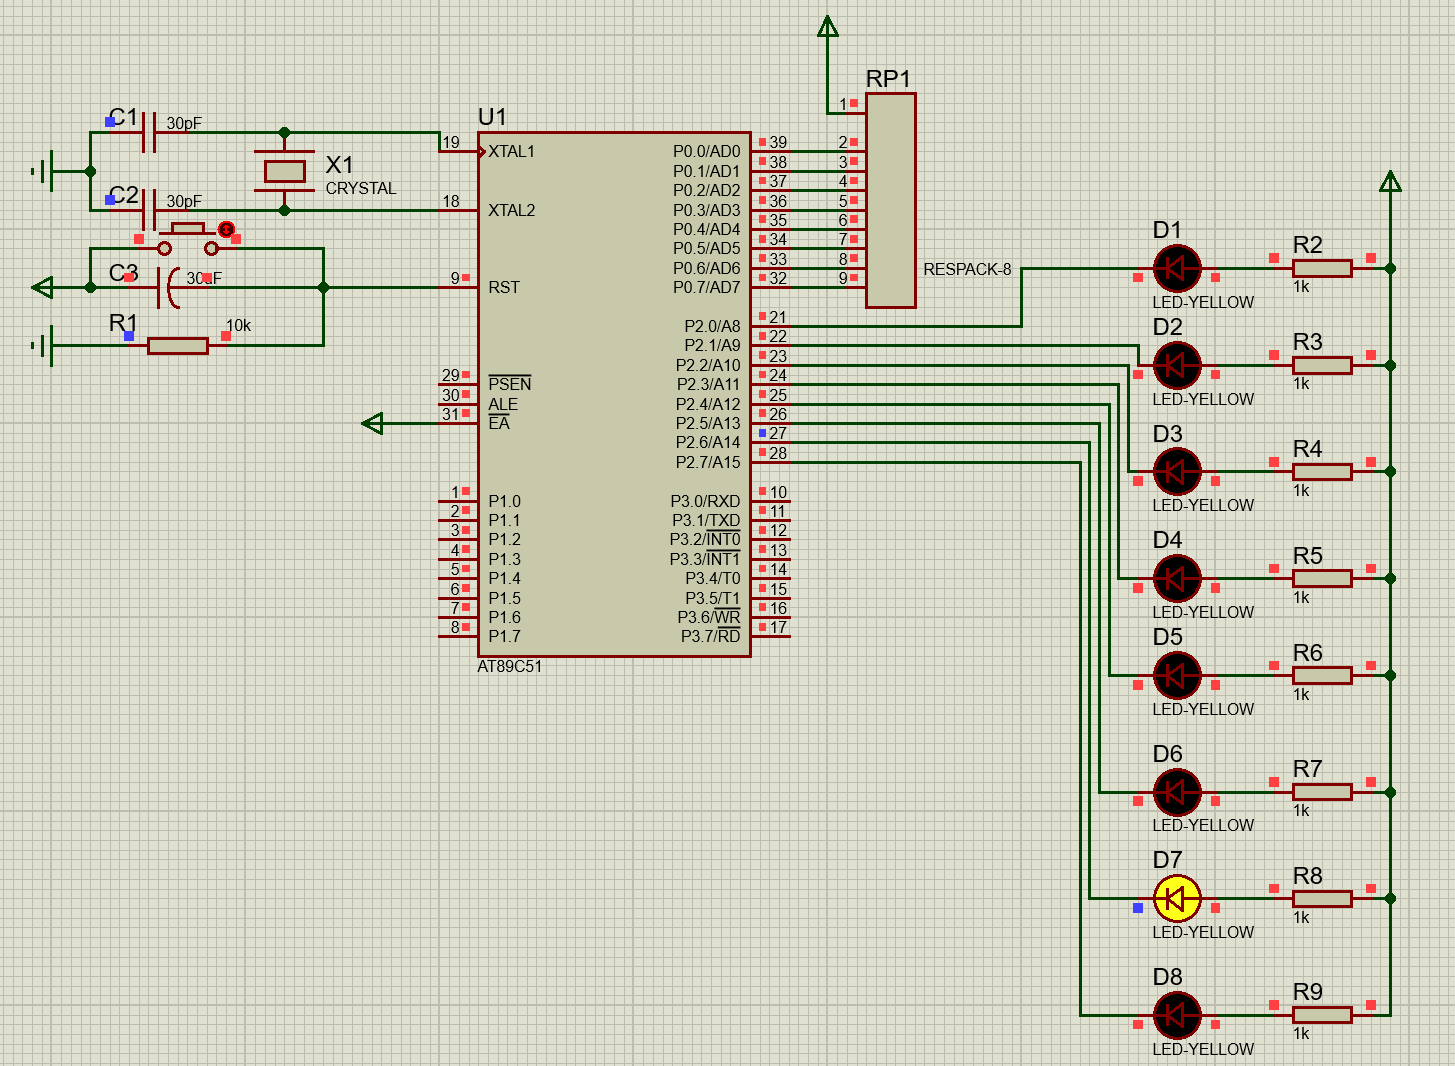 C1
30pF
C2
30pF
X1
CRYSTAL
C3
R1
10k
U1
19
XTAL1
18
XTAL2
9
RST
29
PSEN
30
ALE
31
EA
1
P1.0
2
P1.1
3
P1.2
4
P1.3
5
P1.4
6
P1.5
7
P1.6
8
P1.7
P0.0/AD0
39
P0.1/AD1
38
P0.2/AD2
37
P0.3/AD3
36
P0.4/AD4
35
P0.5/AD5
34
P0.6/AD6
33
P0.7/AD7
32
P2.0/A8
21
P2.1/A9
22
P2.2/A10
23
P2.3/A11
24
P2.4/A12
25
P2.5/A13
26
P2.6/A14
27
P2.7/A15
28
P3.0/RXD
10
P3.1/TXD
11
P3.2/INT0
12
P3.3/INT1
13
P3.4/T0
14
P3.5/T1
15
P3.6/WR
16
P3.7/RD
17
AT89C51
RP1
1
2
3
4
5
6
7
8
9
RESPACK-8
D1
LED-YELLOW
R2
1k
D2
LED-YELLOW
R3
1k
D3
LED-YELLOW
R4
1k
D4
LED-YELLOW
R5
1k
D5
LED-YELLOW
R6
1k
D6
LED-YELLOW
R7
1k
D7
LED-YELLOW
R8
1k
D8
LED-YELLOW
R9
1k